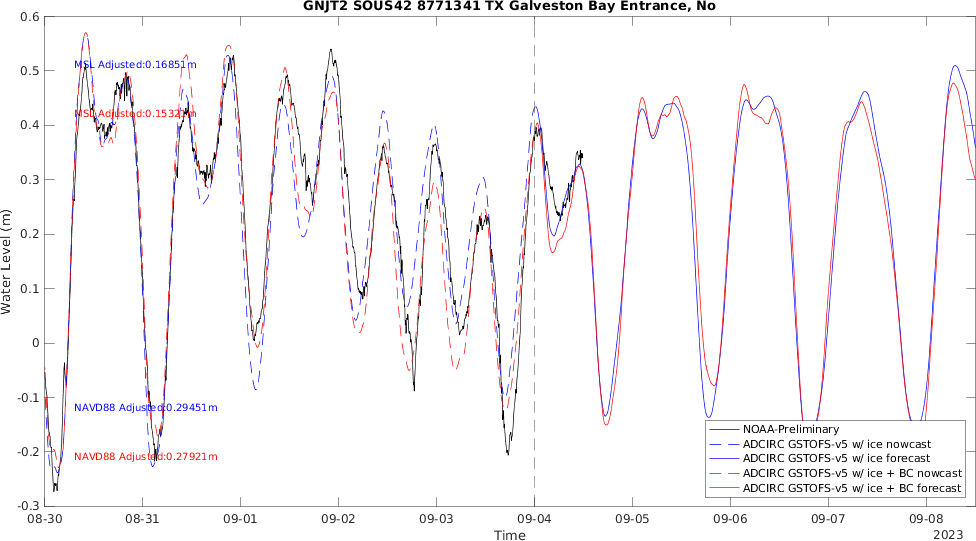 GNJT2 SOUS42 8771341 TX Galveston Bay Entrance, No
0.6
0.5
0.4
0.3
0.2
0.1
0
-0.1
-0.2
-0.3
Water Level (m)
MSL Adjusted:0.16851m
MSL Adjusted:0.1532 m
NAVD88 Adjusted:0.29451m
NAVD88 Adjusted:0.27921m
NOAA-Preliminary
ADCIRC GSTOFS-v5 w/ ice nowcast
ADCIRC GSTOFS-v5 w/ ice forecast
ADCIRC GSTOFS-v5 w/ ice + BC nowcast
ADCIRC GSTOFS-v5 w/ ice + BC forecast
08-30 08-31 09-01 09-02 09-03 09-04 09-05 09-06 09-07 09-08
Time
2023